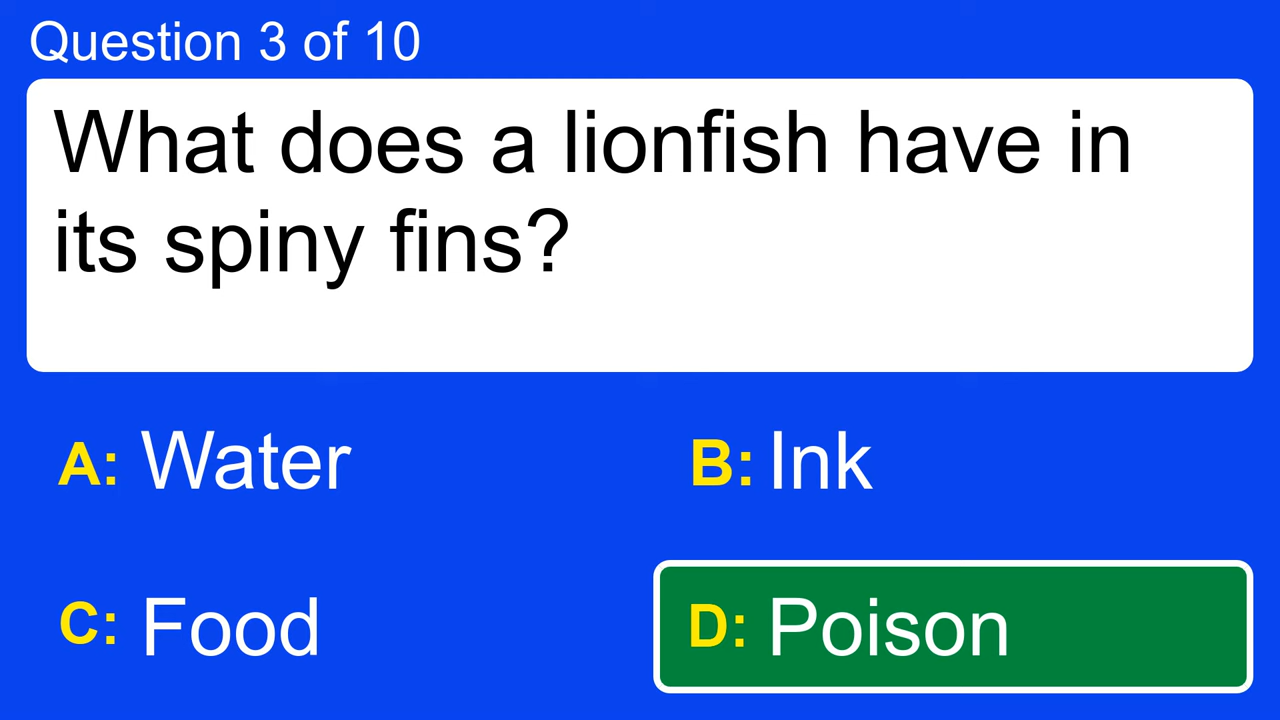 Question 3 of 10
What does a lionfish have in
its spiny fins?
A: Water
B: Ink
C: Food
D: Poison